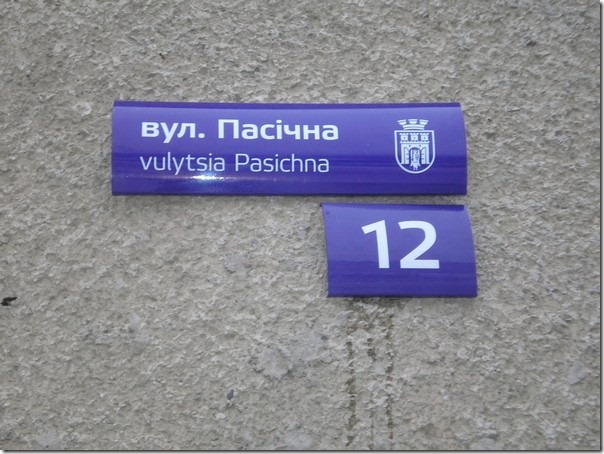 вул. Пасічна
vulytsia Pasichna
12